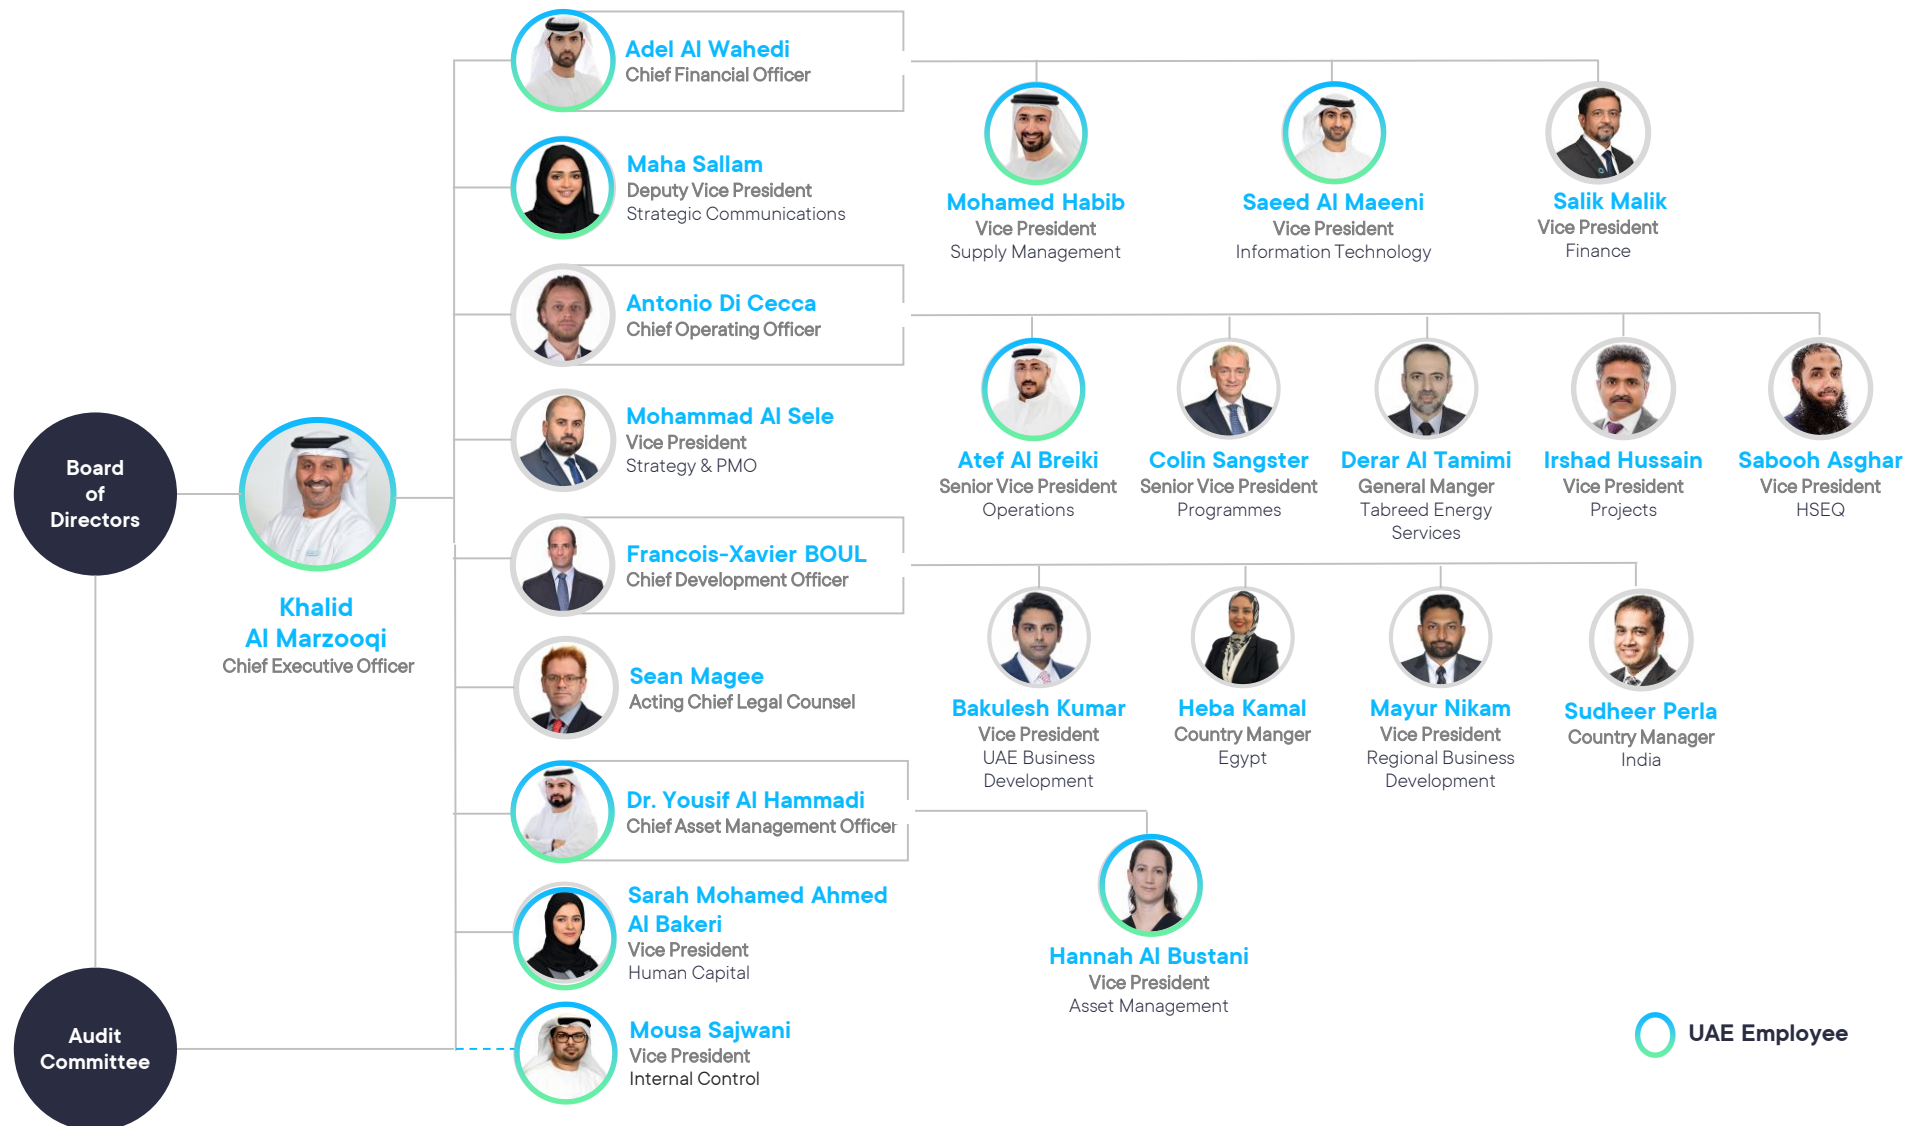 Adel Al Wahedi
Chief Financial Officer
Maha Sallam
Deputy Vice President
Strategic Communications
Mohamed Habib
Vice President
Supply Management
Saeed Al Maeeni
Vice President
Information Technology
Salik Malik
Vice President
Finance
Antonio Di Cecca
Chief Operating Officer
Mohammad Al Sele
Vice President
Strategy & PMO
Atef Al Breiki
Senior Vice President
Operations
Colin Sangster
Senior Vice President
Programmes
Derar Al Tamimi
General Manger
Tabreed Energy
Services
Irshad Hussain
Vice President
Projects
Sabooh Asghar
Vice President
HSEQ
Board
of
Directors
Khalid
Al Marzooqi
Chief Executive Officer
Francois-Xavier BOUL
Chief Development Officer
Sean Magee
Acting Chief Legal Counsel
Bakulesh Kumar
Vice President
UAE Business
Development
Heba Kamal
Country Manger
Egypt
Mayur Nikam
Vice President
Regional Business
Development
Sudheer Perla
Country Manager
India
Dr. Yousif Al Hammadi
Chief Asset Management Officer
Sarah Mohamed Ahmed
Al Bakeri
Vice President
Human Capital
Hannah Al Bustani
Vice President
Asset Management
Audit
Committee
Mousa Sajwani
Vice President
Internal Control
UAE Employee